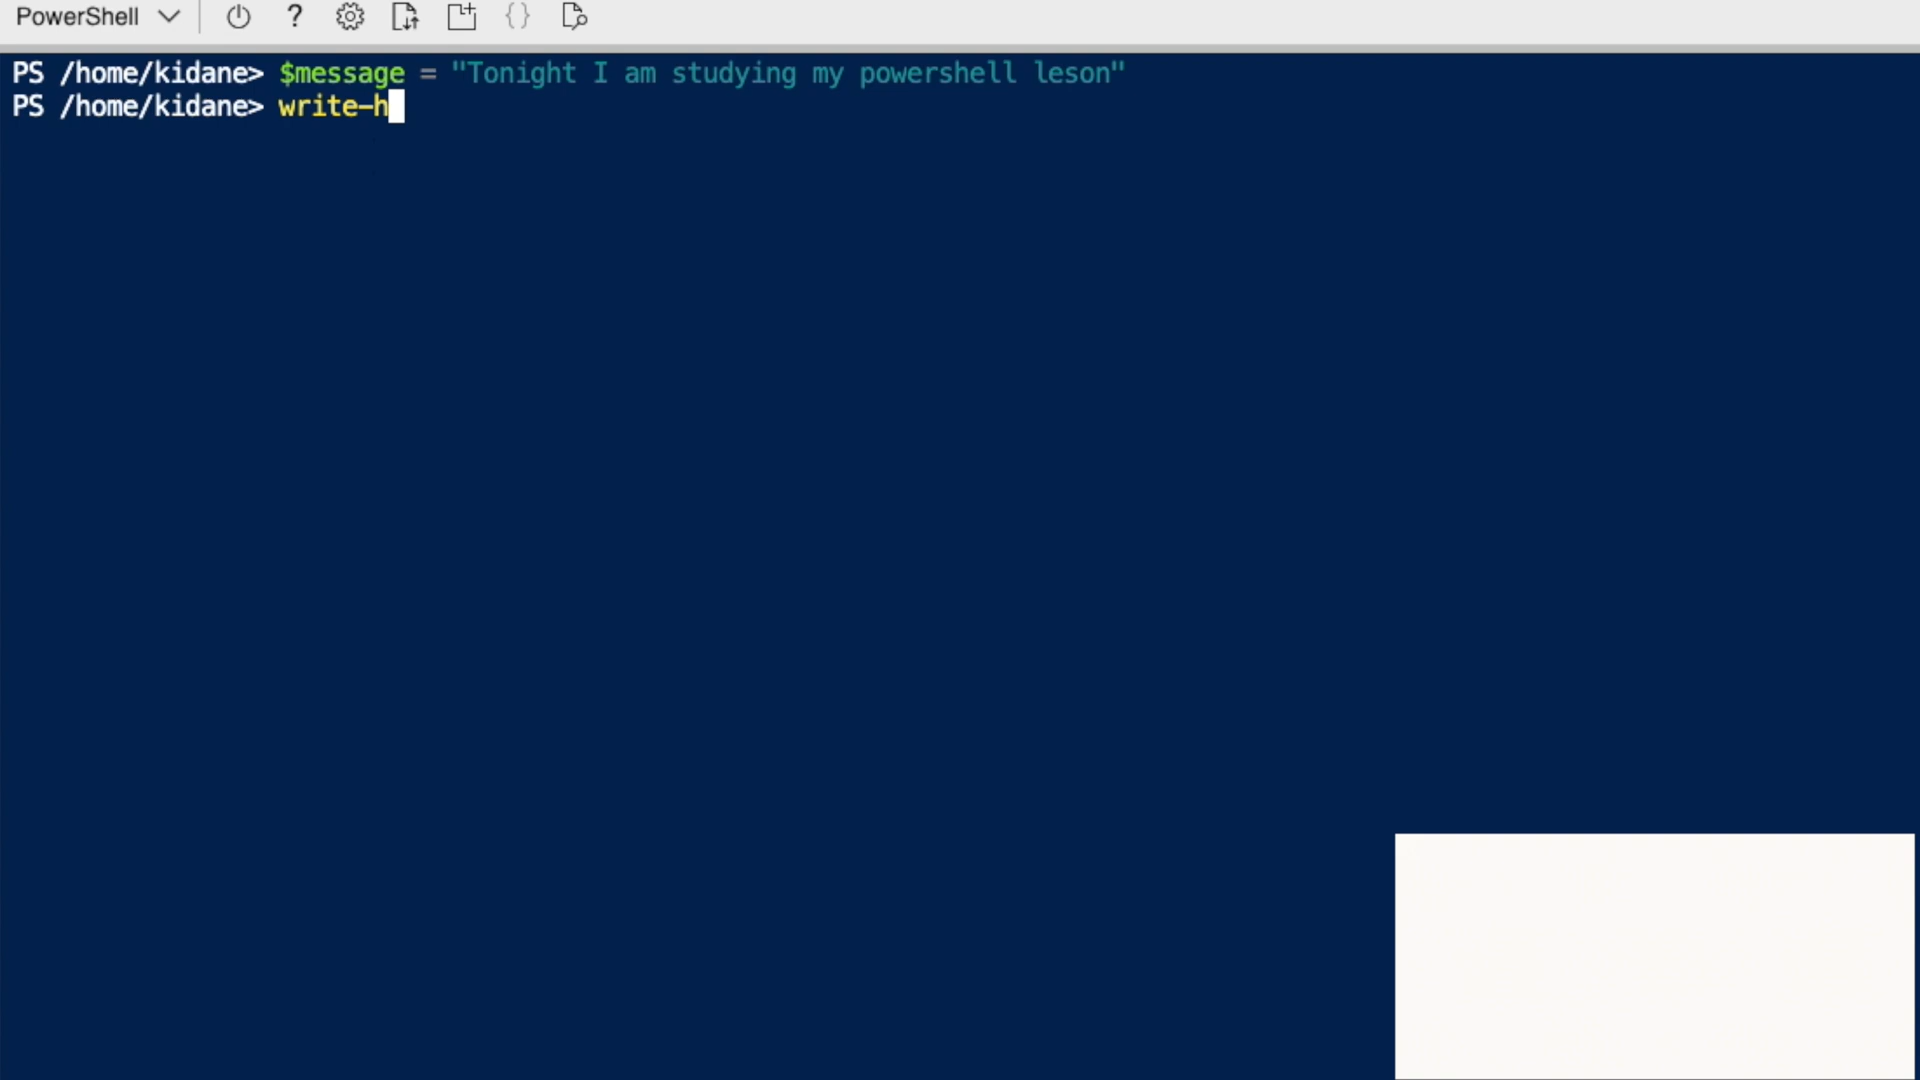 PowerShell
PS /home/kidane> $message = "Tonight I am studying my powershell leson"
PS /home/kidane> write-h